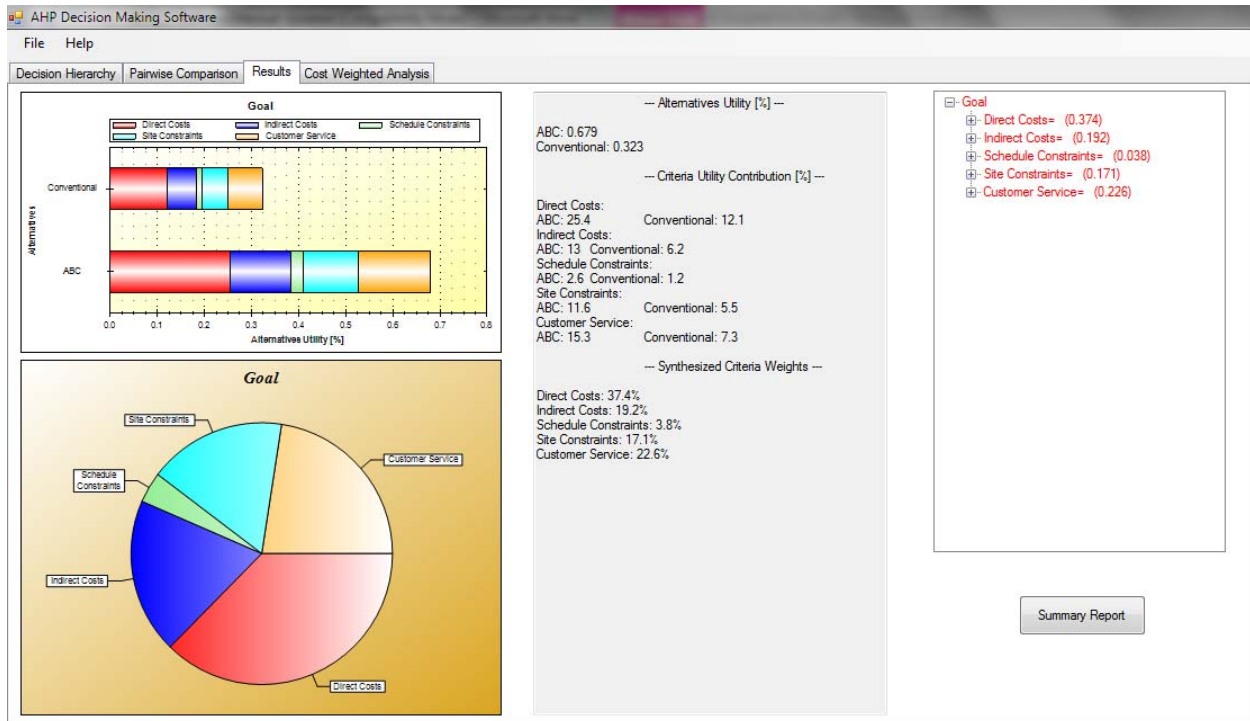 AHP Decision Making Software
File Help
Decision Hierarchy Pairwise Comparison Results Cost Weighted Analysis
Goal
Direct Costs Indirect Costs Schedule Constraints
Site Constraints Customer Service
Alternatives
Conventional
ABC
0.0 0.1 0.2 0.3 0.4 0.5 0.6 0.7 0.8
Alternatives Utility [%]
Goal
Site Constraints
Customer Service
Schedule
Constraints
Indirect Costs
Direct Costs
--- Alternatives Utility [%] ---
ABC: 0.679
Conventional: 0.323
--- Criteria Utility Contribution [%] ---
Direct Costs:
ABC: 25.4 Conventional: 12.1
Indirect Costs:
ABC: 13 Conventional: 6.2
Schedule Constraints:
ABC: 2.6 Conventional: 1.2
Site Constraints:
ABC: 11.6 Conventional: 5.5
Customer Service:
ABC: 15.3 Conventional: 7.3
--- Synthesized Criteria Weights ---
Direct Costs: 37.4%
Indirect Costs: 19.2%
Schedule Constraints: 3.8%
Site Constraints: 17.1%
Customer Service: 22.6%
Goal
Direct Costs= (0.374)
Indirect Costs= (0.192)
Schedule Constraints= (0.038)
Site Constraints= (0.171)
Customer Service= (0.226)
Summary Report